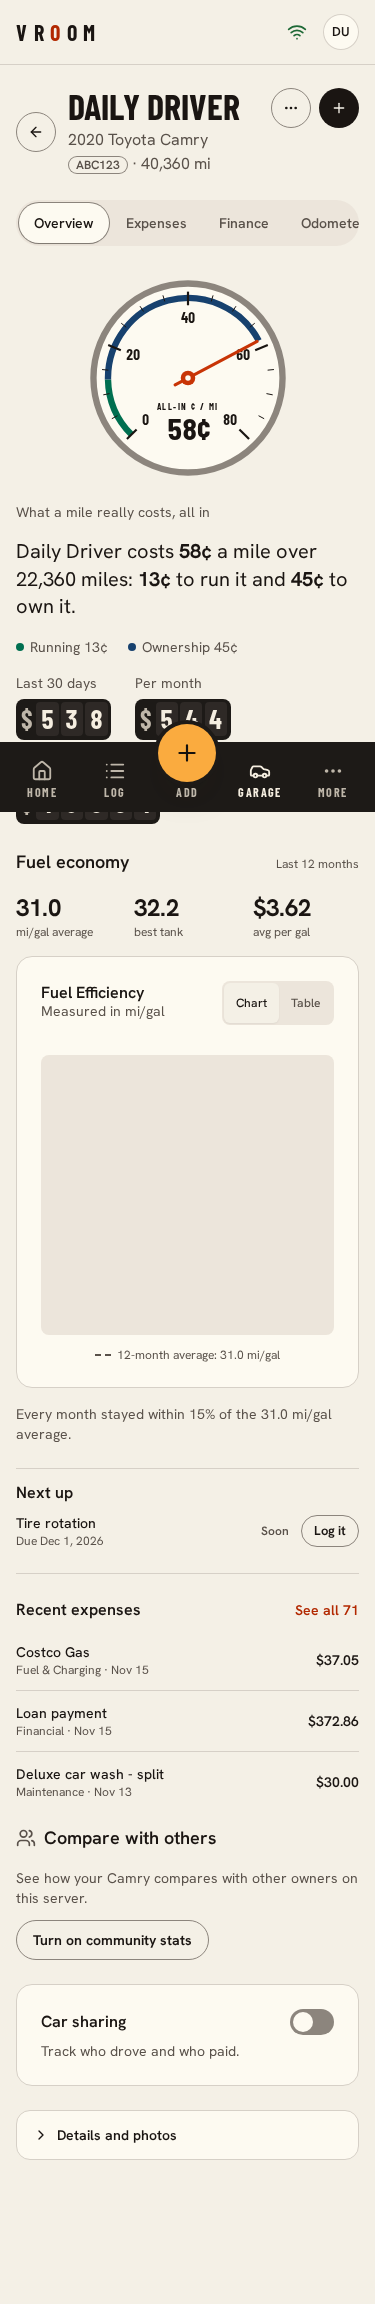 VROOM
DU
DAILY DRIVER
2020 Toyota Camry
ABC123 · 40,360 mi
Overview Expenses Finance Odomete
40
20 60
ALL-IN ¢ / MI
0 58¢ 80
What a mile really costs, all in
Daily Driver costs 58¢ a mile over
22,360 miles: 13¢ to run it and 45¢ to
own it.
Running 13¢ Ownership 45¢
Last 30 days Per month
$538 $544
HOME LOG ADD GARAGE MORE
Fuel economy Last 12 months
31.0 32.2 $3.62
mi/gal average best tank avg per gal
Fuel Efficiency
Measured in mi/gal
Chart Table
12-month average: 31.0 mi/gal
Every month stayed within 15% of the 31.0 mi/gal
average.
Next up
Tire rotation
Due Dec 1, 2026
Soon Log it
Recent expenses See all 71
Costco Gas
Fuel & Charging · Nov 15
$37.05
Loan payment
Financial · Nov 15
$372.86
Deluxe car wash - split
Maintenance · Nov 13
$30.00
Compare with others
See how your Camry compares with other owners on
this server.
Turn on community stats
Car sharing
Track who drove and who paid.
Details and photos